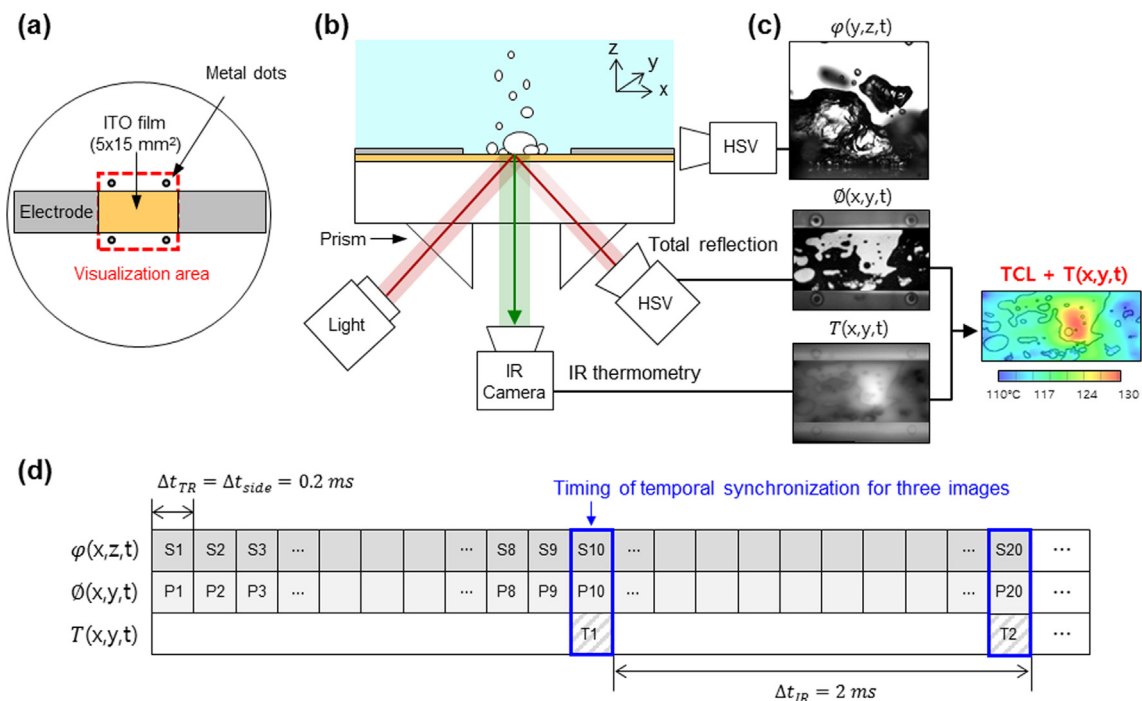 (a)
Metal dots
ITO film
(5x15 mm²)
Electrode
Visualization area
(b)
z
y
x
HSV
Prism
Total reflection
Light
HSV
IR
Camera
IR thermometry
(c)
φ(y,z,t)
Ø(x,y,t)
T(x,y,t)
TCL + T(x,y,t)
110℃ 117 124 130
(d)
Δt_TR = Δt_side = 0.2 ms
Timing of temporal synchronization for three images
φ(x,z,t) S1 S2 S3 ... ... S8 S9 S10 ... ... S20 ...
Ø(x,y,t) P1 P2 P3 ... ... P8 P9 P10 ... ... P20 ...
T(x,y,t) T1 T2 ...
Δt_IR = 2 ms